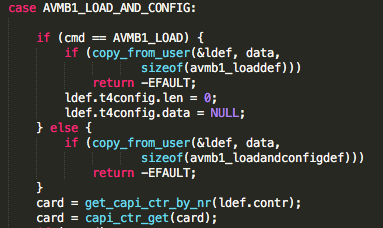 case AVMB1_LOAD_AND_CONFIG:
if (cmd == AVMB1_LOAD) {
if (copy_from_user(&ldef, data,
sizeof(avmb1_loaddef)))
return -EFAULT;
ldef.t4config.len = 0;
ldef.t4config.data = NULL;
} else {
if (copy_from_user(&ldef, data,
sizeof(avmb1_loadandconfigdef)))
return -EFAULT;
}
card = get_capi_ctr_by_nr(ldef.contr);
card = capi_ctr_get(card);